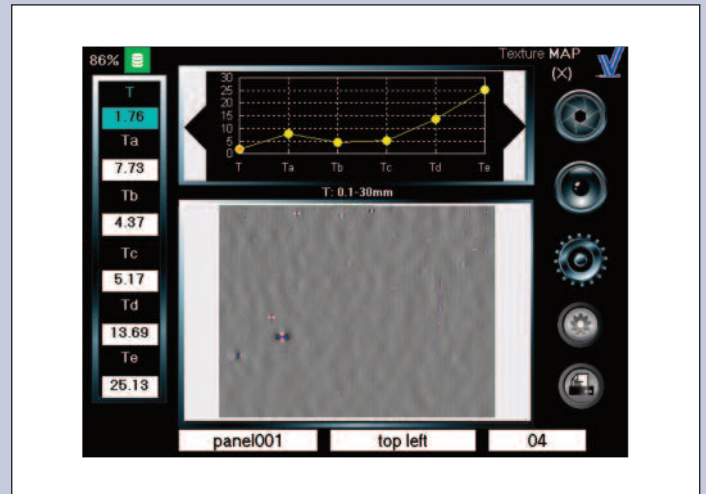 86%
Texture MAP
(X)
T
1.76
Ta
7.73
Tb
4.37
Tc
5.17
Td
13.69
Te
25.13
30
25
20
15
10
5
0
T Ta Tb Tc Td Te
T: 0.1-30mm
panel001 top left 04